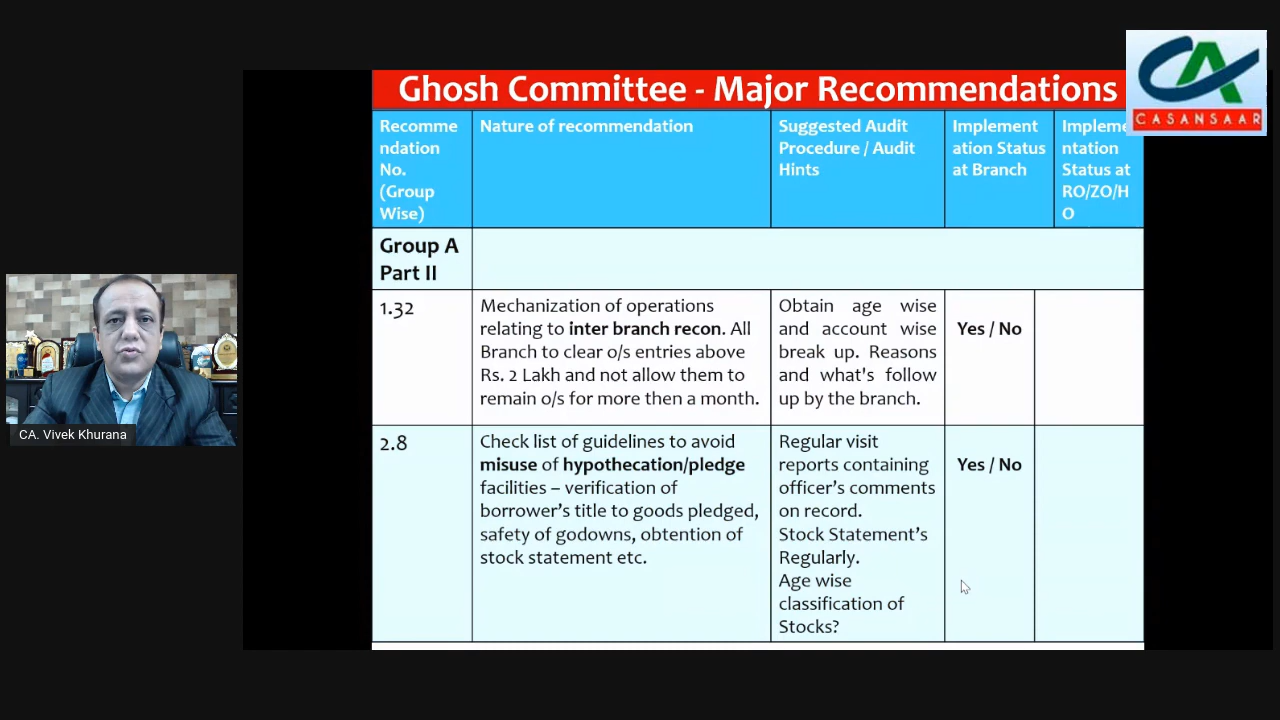 Ghosh Committee - Major Recommendations
CA
CASANSAAR
Recomme
ndation
No.
(Group
Wise)
Nature of recommendation
Suggested Audit
Procedure / Audit
Hints
Implement
ation Status
at Branch
Impleme
ntation
Status at
RO/ZO/H
O
Group A
Part II
1.32
Mechanization of operations
relating to inter branch recon. All
Branch to clear o/s entries above
Rs. 2 Lakh and not allow them to
remain o/s for more then a month.
Obtain age wise
and account wise
break up. Reasons
and what's follow
up by the branch.
Yes / No
2.8
Check list of guidelines to avoid
misuse of hypothecation/pledge
facilities – verification of
borrower's title to goods pledged,
safety of godowns, obtention of
stock statement etc.
Regular visit
reports containing
officer's comments
on record.
Stock Statement's
Regularly.
Age wise
classification of
Stocks?
Yes / No
CA. Vivek Khurana